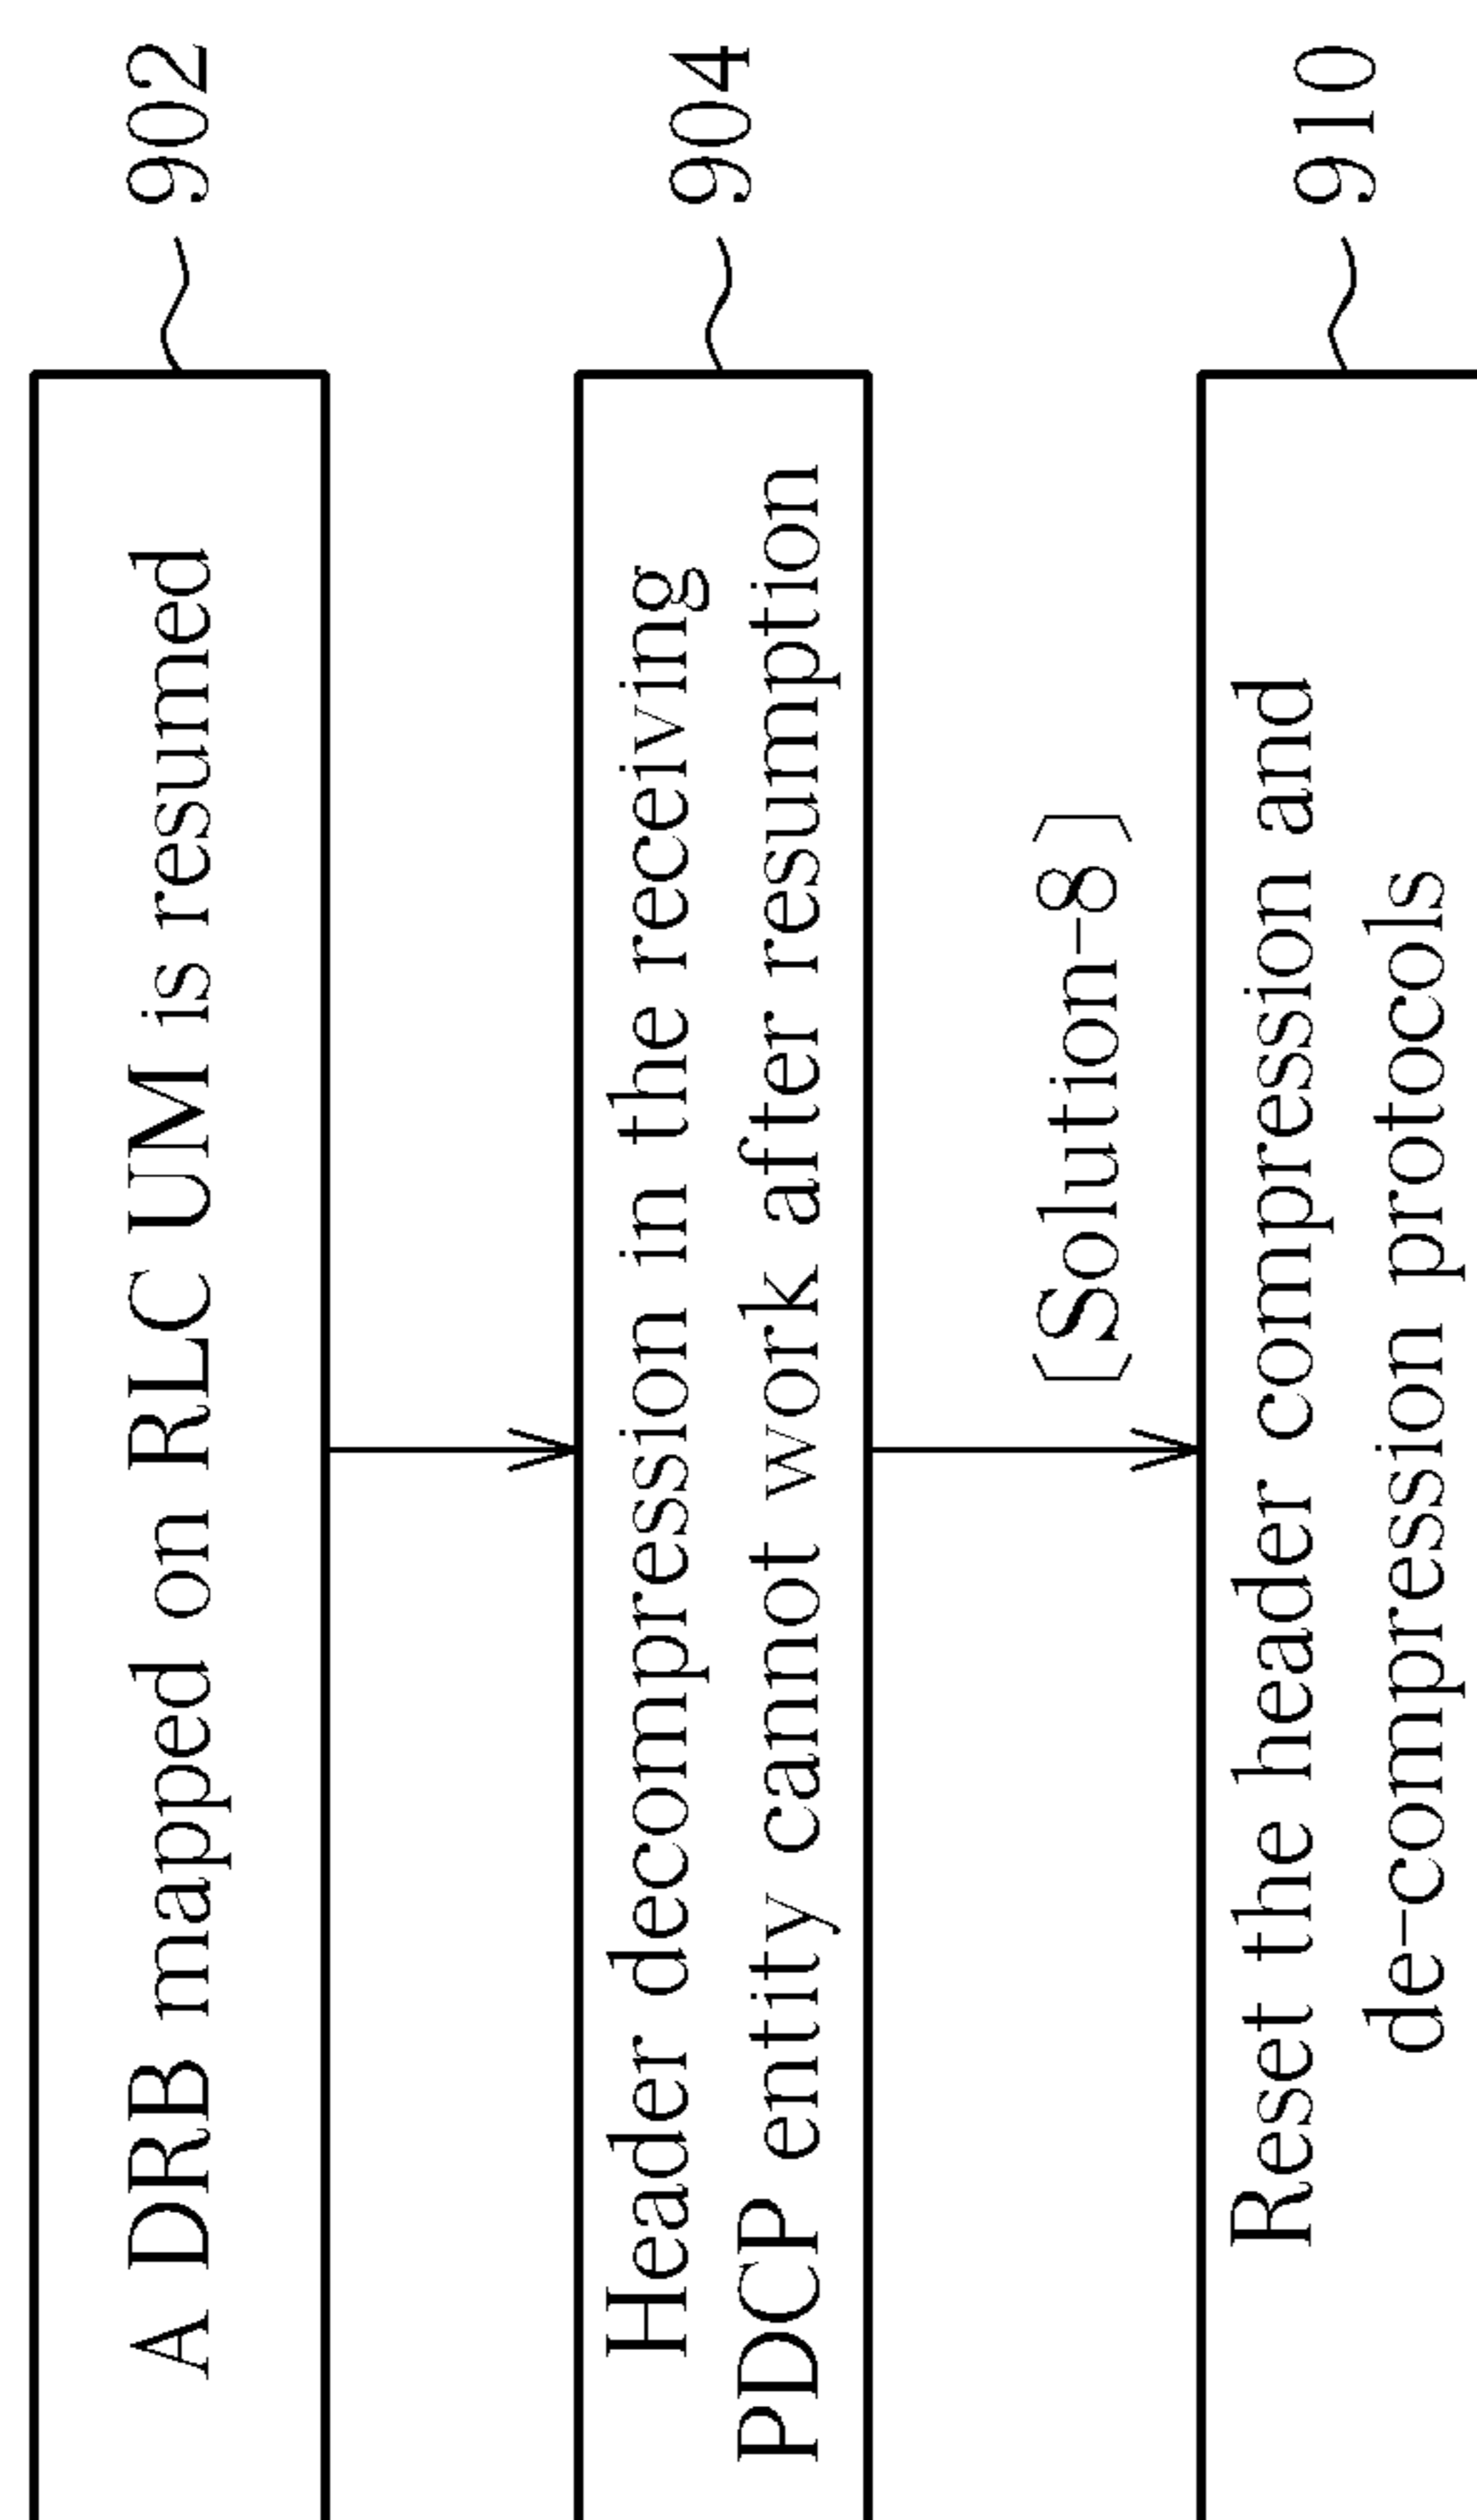 A DRB mapped on RLC UM is resumed
902
Header decompression in the receiving
PDCP entity cannot work after resumption
904
(Solution-8)
Reset the header compression and
de-compression protocols
910